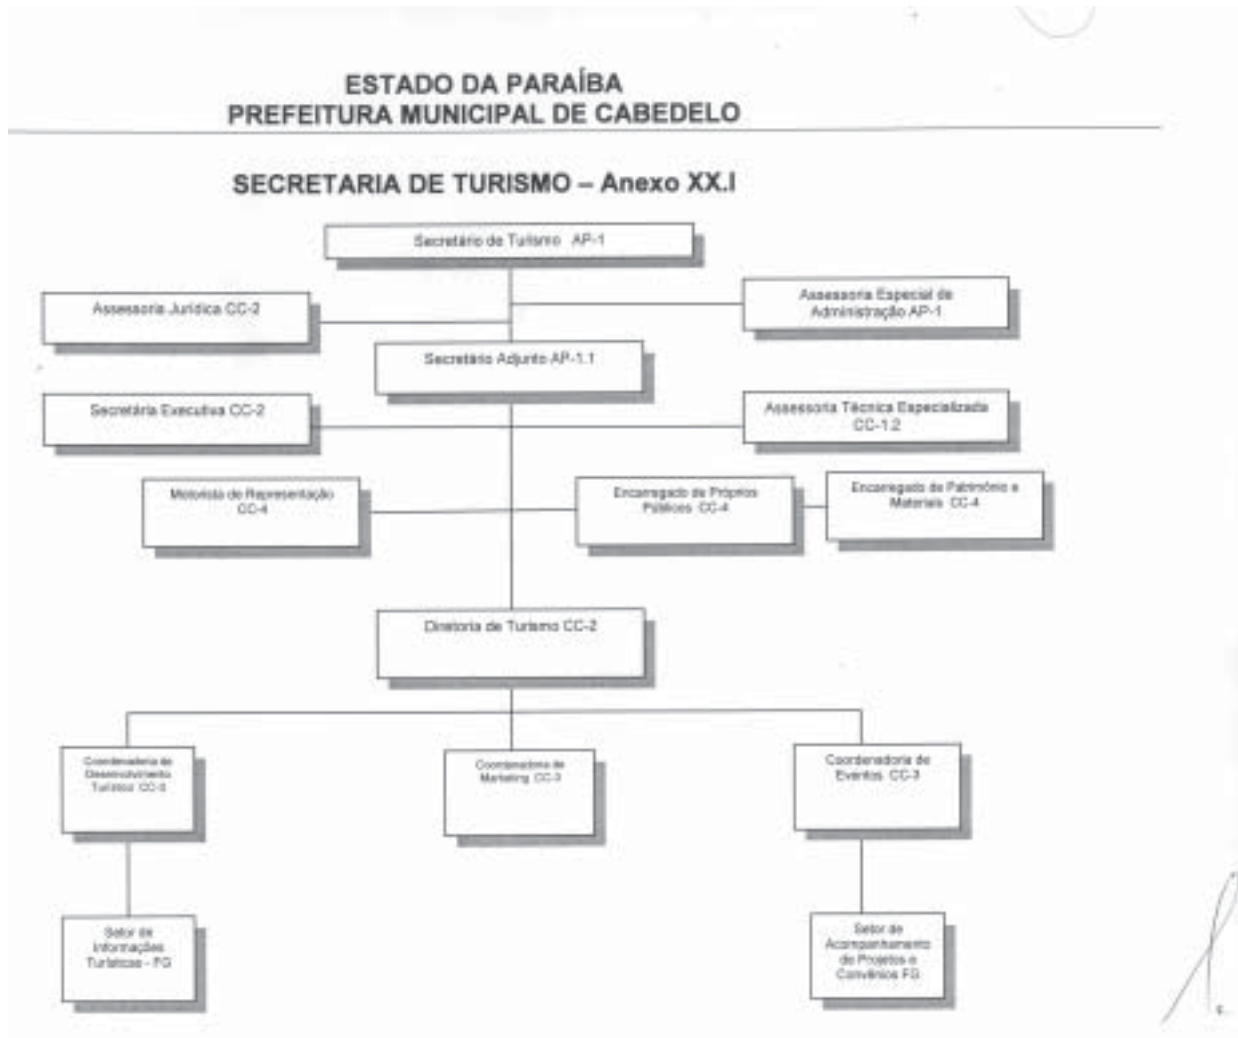 ESTADO DA PARAÍBA
PREFEITURA MUNICIPAL DE CABEDELO
SECRETARIA DE TURISMO – Anexo XX.I
Secretário de Turismo AP-1
Assessoria Jurídica CC-2
Assessoria Especial de
Administração AP-1
Secretário Adjunto AP-1.1
Secretária Executiva CC-2
Assessoria Técnica Especializada
CC-1.2
Motorista de Representação
CC-4
Encarregado de Próprios
Públicos CC-4
Encarregado de Patrimônio e
Materiais CC-4
Diretoria de Turismo CC-2
Coordenadoria de
Desenvolvimento
Turístico
Coordenadoria de
Marketing CC-3
Coordenadoria de
Eventos CC-3
Setor de
Informações
Turísticas - FG
Setor de
Acompanhamento
de Projetos e
Convênios FG